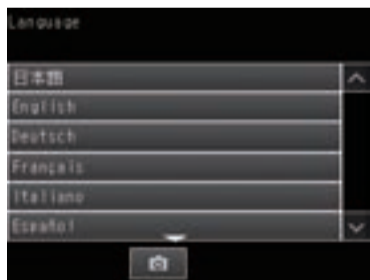 Language
日本語
English
Deutsch
Français
Italiano
Español